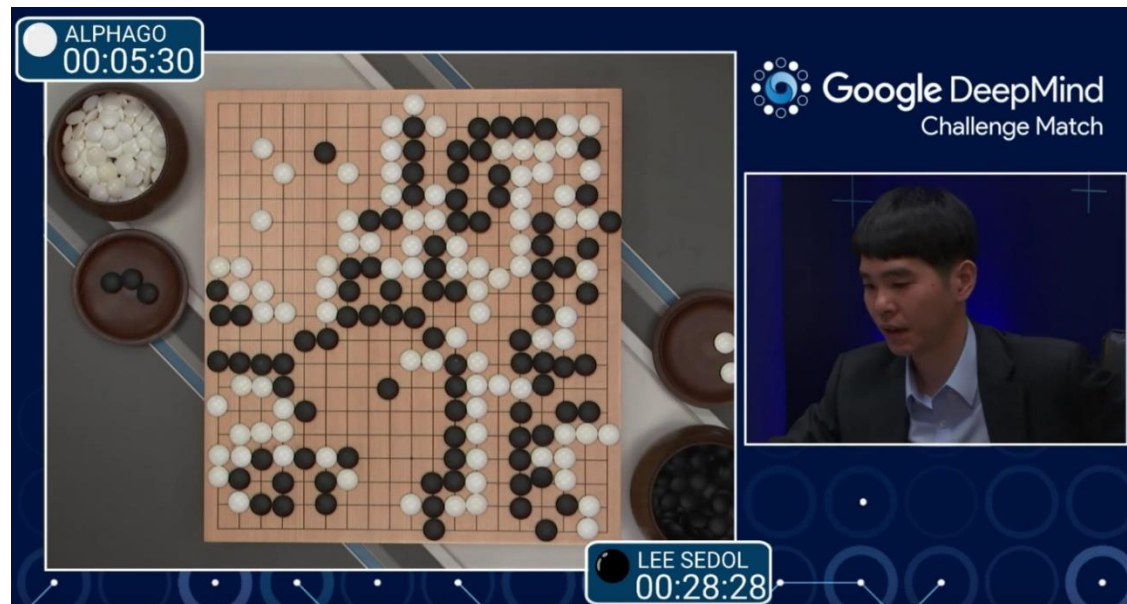 ALPHAGO
00:05:30
Google DeepMind
Challenge Match
LEE SEDOL
00:28:28